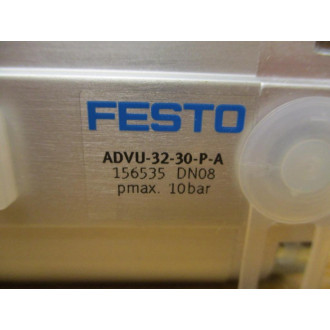 FESTO
ADVU-32-30-P-A
156535 DN08
pmax. 10bar